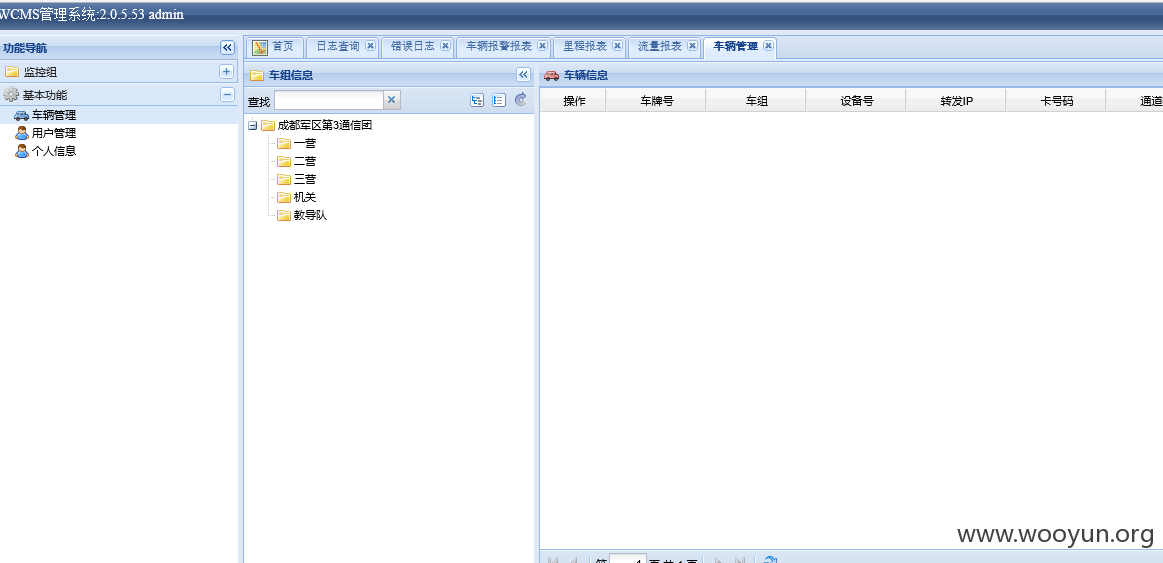 WCMS管理系统:2.0.5.53 admin
功能导航
监控组
基本功能
车辆管理
用户管理
个人信息
首页 日志查询 错误日志 车辆报警报表 里程报表 流量报表 车辆管理
车组信息
查找
成都军区第3通信团
一营
二营
三营
机关
教导队
车辆信息
操作 车牌号 车组 设备号 转发IP 卡号码 通道
www.wooyun.org